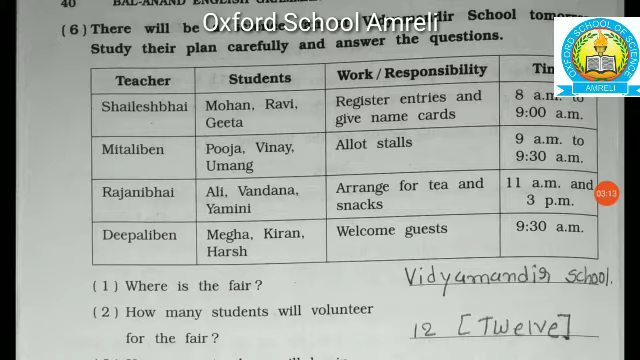 40 BAL-ANAND ENGLISH
Oxford School Amreli
OXFORD SCHOOL OF SCIENCE
AMRELI
(6) There will be School
Study their plan carefully and answer the questions.
Teacher Students Work / Responsibility
Shaileshbhai Mohan, Ravi, Register entries and 8 a.m. to
Geeta give name cards 9:00 a.m.
Mitaliben Pooja, Vinay, Allot stalls 9 a.m. to
Umang 9:30 a.m.
Rajanibhai Ali, Vandana, Arrange for tea and 11 a.m. and
Yamini snacks 3 p.m.
03:13
Deepaliben Megha, Kiran, Welcome guests 9:30 a.m.
Harsh
(1) Where is the fair? Vidyamandir School.
(2) How many students will volunteer
for the fair? 12 [Twelve]